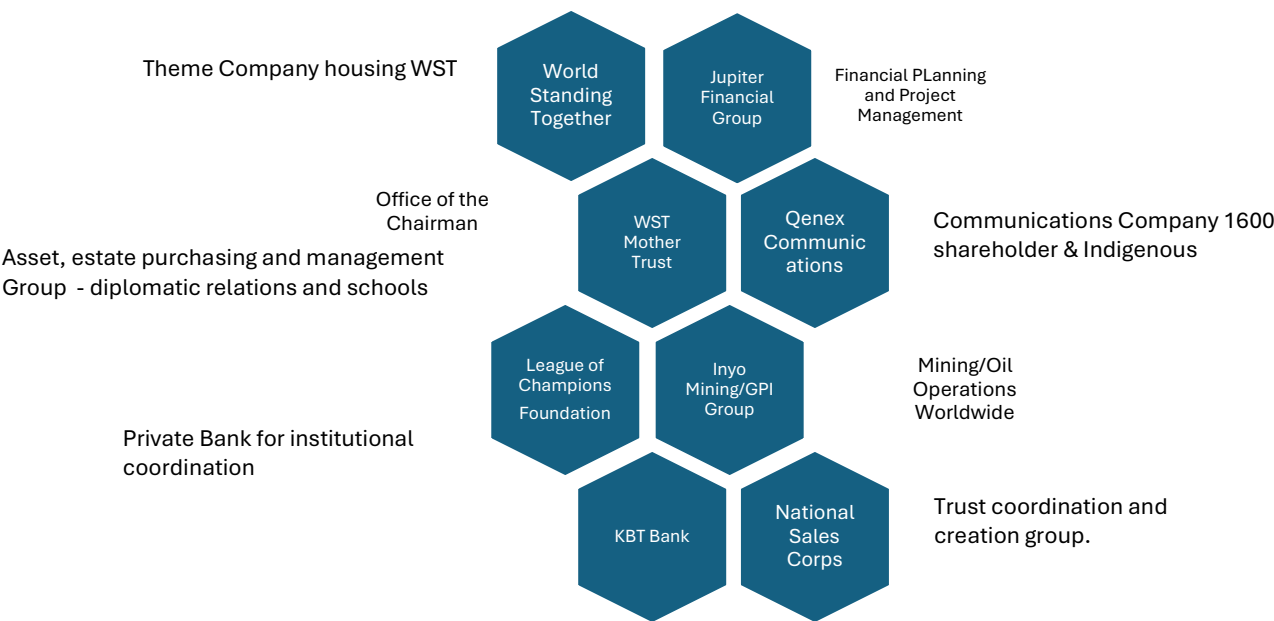 Theme Company housing WST
World
Standing
Together
Jupiter
Financial
Group
Financial PLanning
and Project
Management
Office of the
Chairman
WST
Mother
Trust
Qenex
Communic
ations
Communications Company 1600
shareholder & Indigenous
Asset, estate purchasing and management
Group  - diplomatic relations and schools
League of
Champions
Foundation
Inyo
Mining/GPI
Group
Mining/Oil
Operations
Worldwide
Private Bank for institutional
coordination
KBT Bank
National
Sales
Corps
Trust coordination and
creation group.